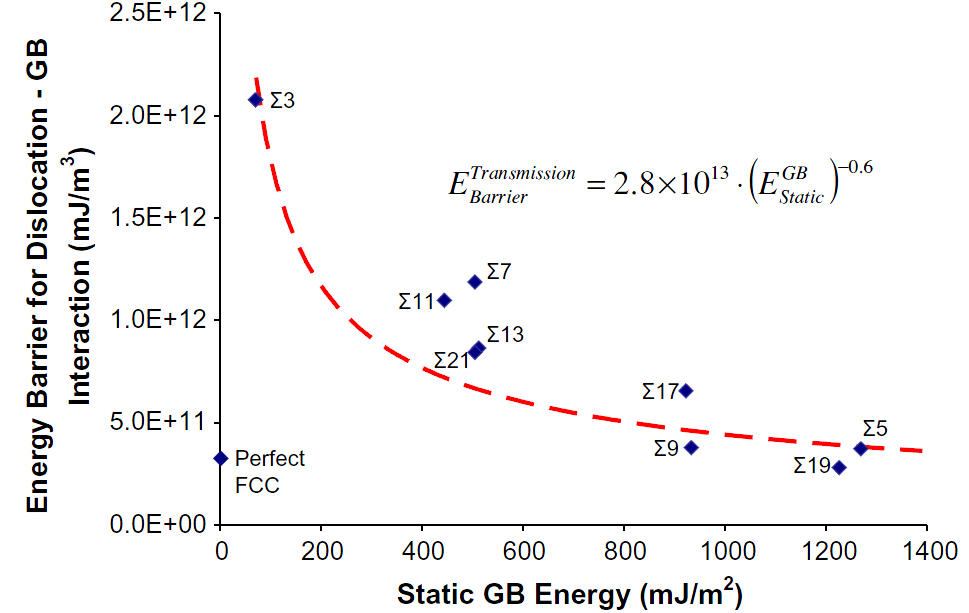 2.5E+12
2.0E+12
1.5E+12
1.0E+12
5.0E+11
0.0E+00
Energy Barrier for Dislocation - GB
Interaction (mJ/m³)
Σ3
E_{Barrier}^{Transmission} = 2.8×10^{13} · (E_{Static}^{GB})^{-0.6}
Σ7
Σ11
Σ13
Σ21
Σ17
Σ5
Σ9
Σ19
Perfect
FCC
0 200 400 600 800 1000 1200 1400
Static GB Energy (mJ/m²)